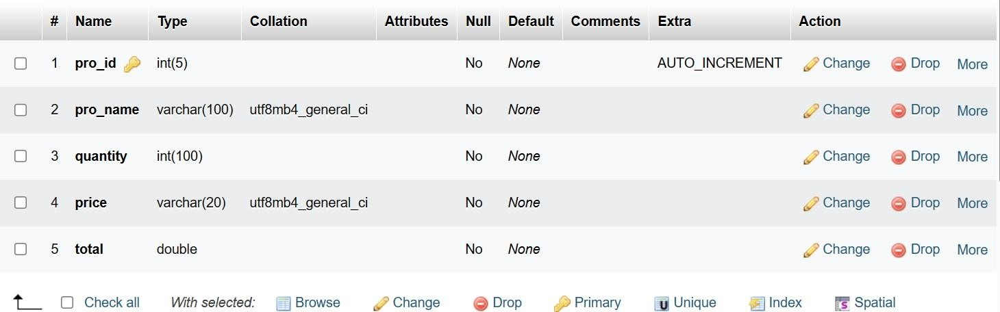 # Name Type Collation Attributes Null Default Comments Extra Action
1 pro_id int(5) No None AUTO_INCREMENT Change Drop More
2 pro_name varchar(100) utf8mb4_general_ci No None Change Drop More
3 quantity int(100) No None Change Drop More
4 price varchar(20) utf8mb4_general_ci No None Change Drop More
5 total double No None Change Drop More
Check all With selected: Browse Change Drop Primary Unique Index Spatial